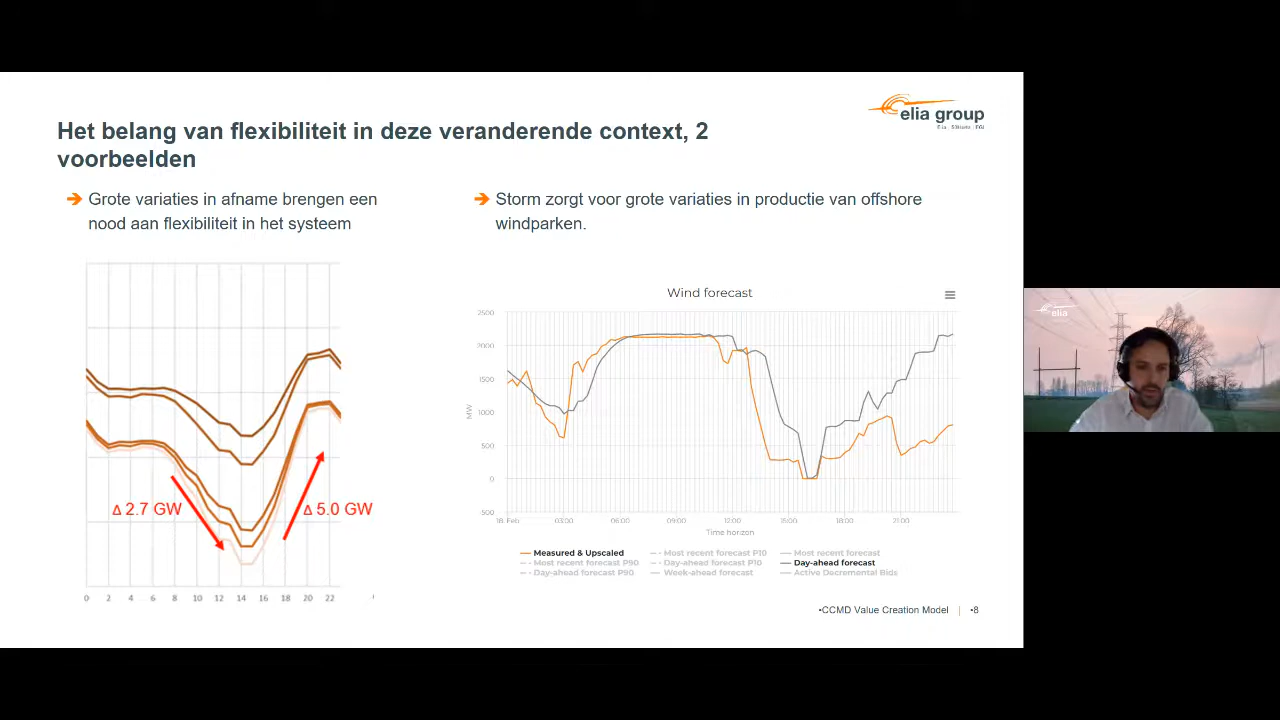 elia group
Het belang van flexibiliteit in deze veranderende context, 2
voorbeelden
Grote variaties in afname brengen een
nood aan flexibiliteit in het systeem
Δ 2.7 GW
Δ 5.0 GW
0 2 4 6 8 10 12 14 16 18 20 22
Storm zorgt voor grote variaties in productie van offshore
windparken.
Wind forecast
2500
2000
1500
1000
500
0
-500
MW
18. Feb 03:00 06:00 09:00 12:00 15:00 18:00 21:00
Time horizon
Measured & Upscaled
Most recent forecast P10
Most recent forecast
Most recent forecast P90
Day-ahead forecast P10
Day-ahead forecast
Day-ahead forecast P90
Week-ahead forecast
Active Decremental Bids
•CCMD Value Creation Model | •8
elia